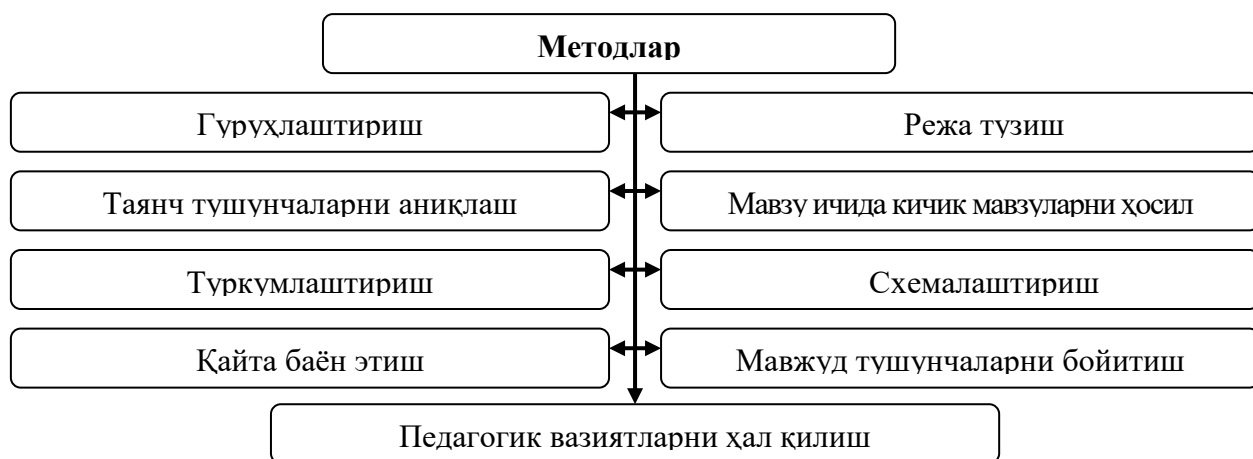 Методлар
Гуруҳлаштириш
Режа тузиш
Таянч тушунчаларни аниқлаш
Мавзу ичида кичик мавзуларни ҳосил
Туркумлаштириш
Схемалаштириш
Қайта баён этиш
Мавжуд тушунчаларни бойитиш
Педагогик вазиятларни ҳал қилиш